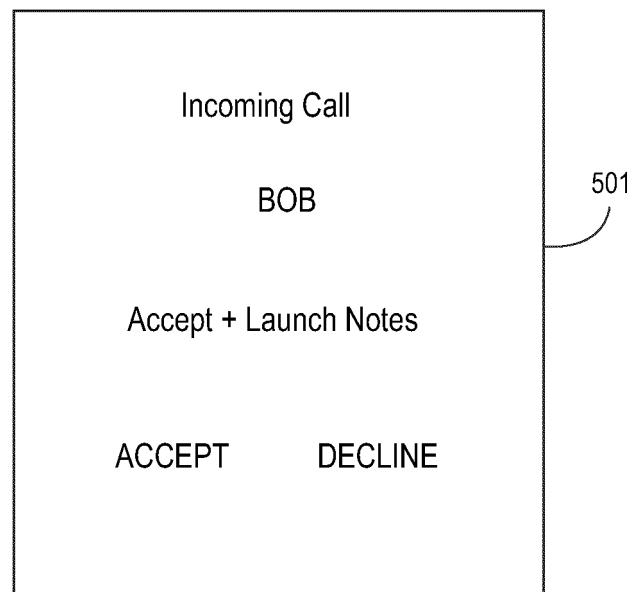 Incoming Call
BOB
501
Accept + Launch Notes
ACCEPT DECLINE